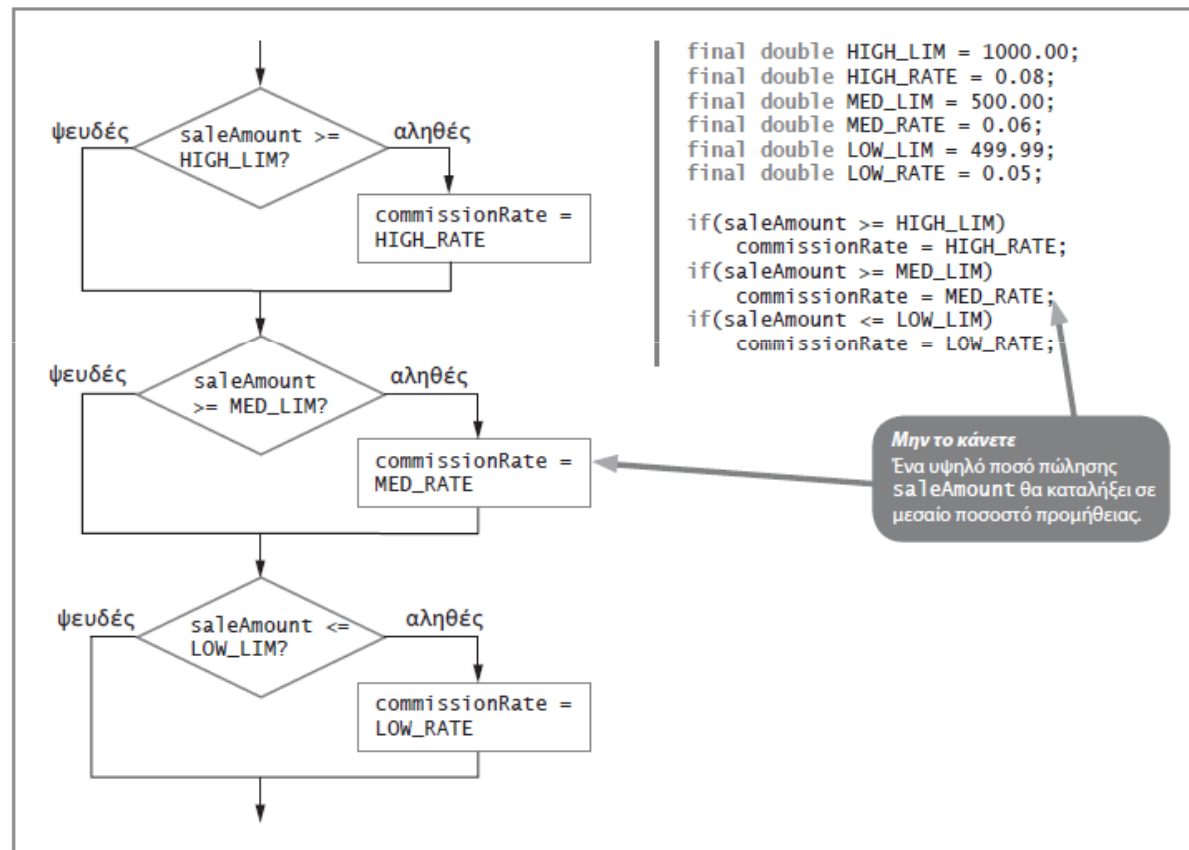 ψευδές
saleAmount >=
HIGH_LIM?
αληθές
commissionRate =
HIGH_RATE
ψευδές
saleAmount
>= MED_LIM?
αληθές
commissionRate =
MED_RATE
ψευδές
saleAmount <=
LOW_LIM?
αληθές
commissionRate =
LOW_RATE
final double HIGH_LIM = 1000.00;
final double HIGH_RATE = 0.08;
final double MED_LIM = 500.00;
final double MED_RATE = 0.06;
final double LOW_LIM = 499.99;
final double LOW_RATE = 0.05;
if(saleAmount >= HIGH_LIM)
commissionRate = HIGH_RATE;
if(saleAmount >= MED_LIM)
commissionRate = MED_RATE;
if(saleAmount <= LOW_LIM)
commissionRate = LOW_RATE;
Μην το κάνετε
Ένα υψηλό ποσό πώλησης
saleAmount θα καταλήξει σε
μεσαίο ποσοστό προμήθειας.